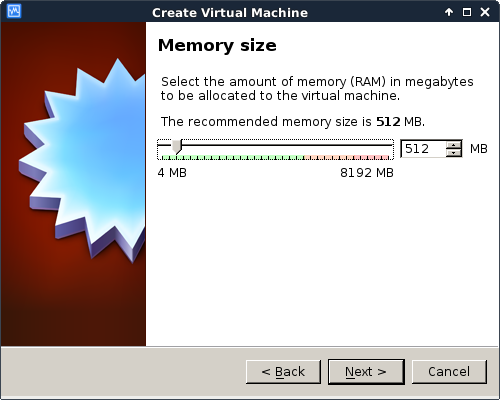 Create Virtual Machine
Memory size
Select the amount of memory (RAM) in megabytes
to be allocated to the virtual machine.
The recommended memory size is 512 MB.
512 MB
4 MB 8192 MB
< Back Next > Cancel